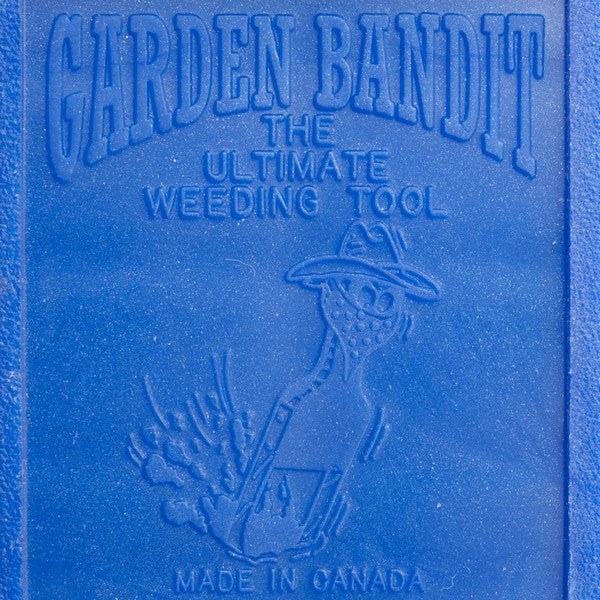 GARDEN BANDIT
THE
ULTIMATE
WEEDING TOOL
MADE IN CANADA